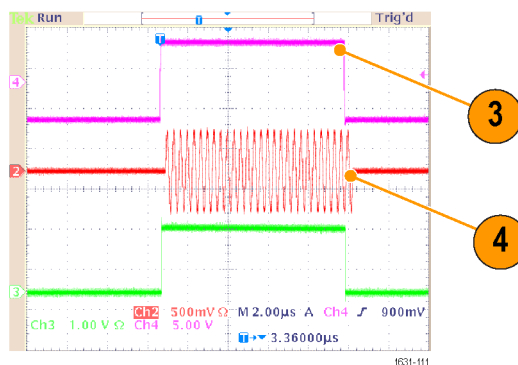 Run Trig'd
T
T
4
3
2
4
3
Ch2 500mV Ω M 2.00µs A Ch4 ʃ 900mV
Ch3 1.00 V Ω Ch4 5.00 V
T 3.36000µs
1631-111